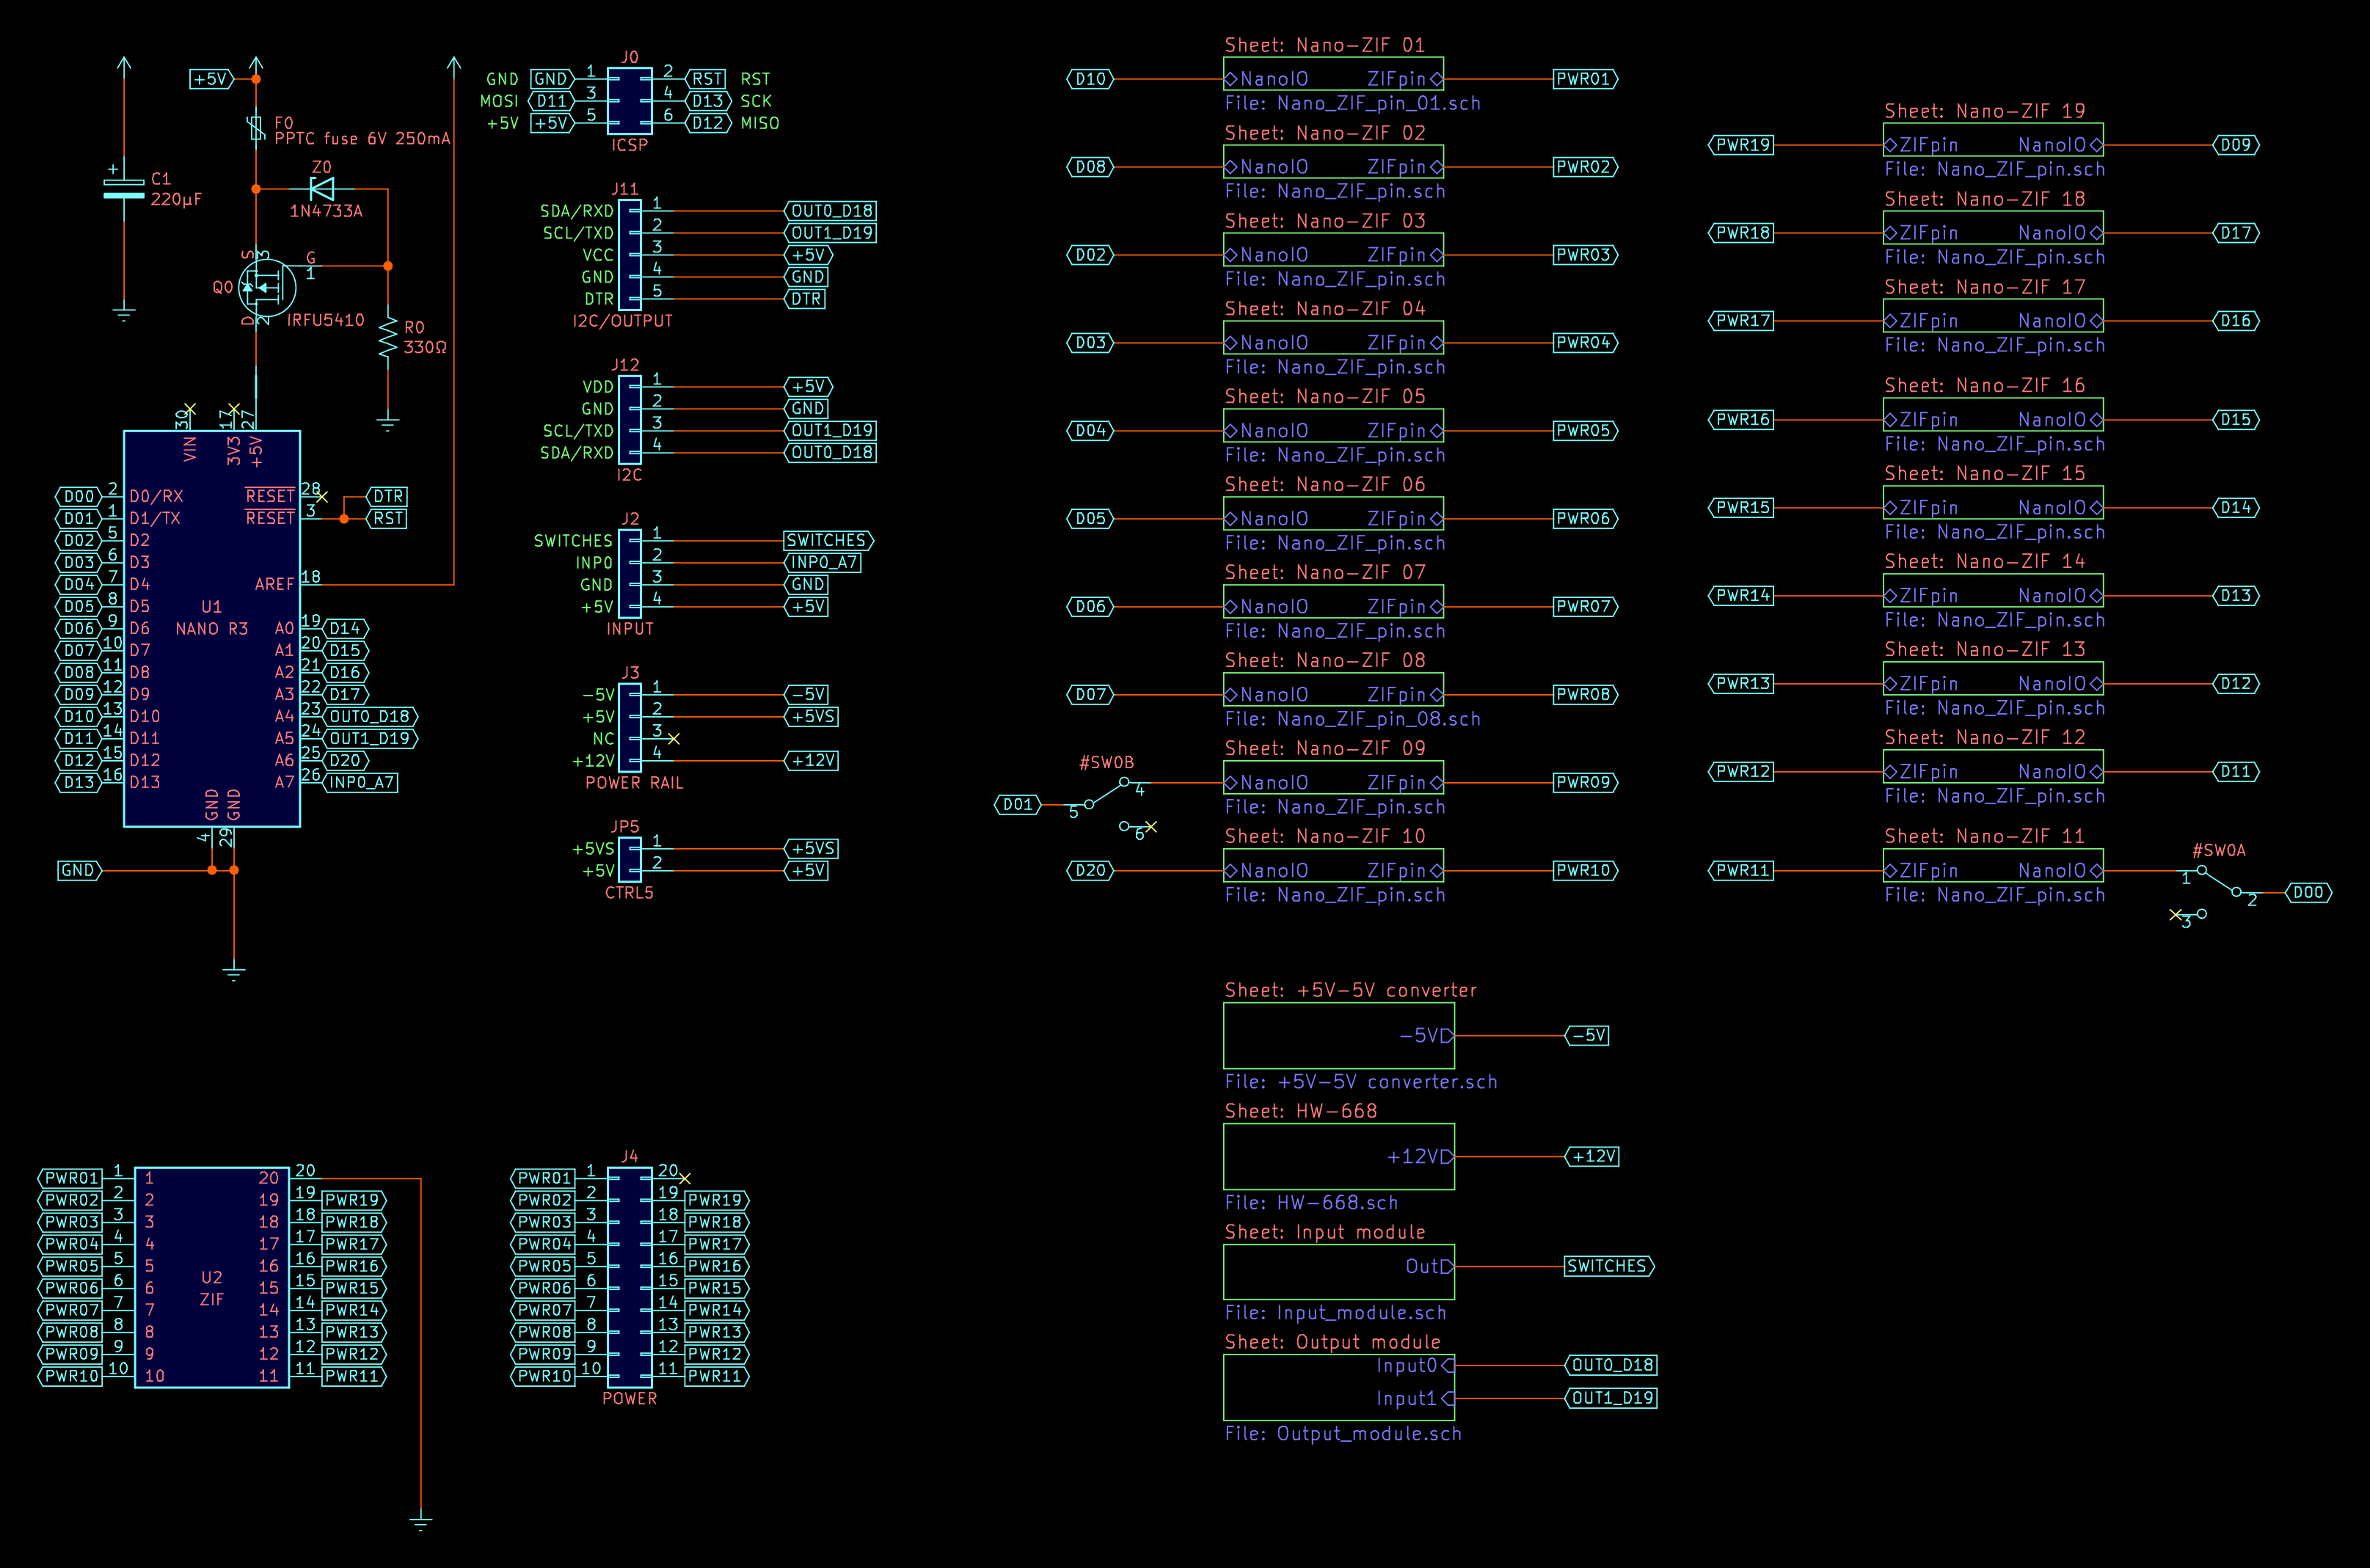 +5V
F0
PPTC fuse 6V 250mA
Z0
1N4733A
C1
220µF
+
S
3
G
1
Q0
D
2
IRFU5410
R0
330Ω
30
17
27
VIN
3V3
+5V
D00 2 D0/RX RESET 28 DTR
D01 1 D1/TX RESET 3 RST
D02 5 D2
D03 6 D3
D04 7 D4 AREF 18
D05 8 D5 U1
D06 9 D6 NANO R3 A0 19 D14
D07 10 D7 A1 20 D15
D08 11 D8 A2 21 D16
D09 12 D9 A3 22 D17
D10 13 D10 A4 23 OUT0_D18
D11 14 D11 A5 24 OUT1_D19
D12 15 D12 A6 25 D20
D13 16 D13 A7 26 INP0_A7
GND GND
4 29
GND
PWR01 1 1 20 20
PWR02 2 2 19 19 PWR19
PWR03 3 3 18 18 PWR18
PWR04 4 4 17 17 PWR17
PWR05 5 5 16 16 PWR16
U2
PWR06 6 6 15 15 PWR15
ZIF
PWR07 7 7 14 14 PWR14
PWR08 8 8 13 13 PWR13
PWR09 9 9 12 12 PWR12
PWR10 10 10 11 11 PWR11
J0
GND GND 1 2 RST RST
MOSI D11 3 4 D13 SCK
+5V +5V 5 6 D12 MISO
ICSP
J11
SDA/RXD 1 OUT0_D18
SCL/TXD 2 OUT1_D19
VCC 3 +5V
GND 4 GND
DTR 5 DTR
I2C/OUTPUT
J12
VDD 1 +5V
GND 2 GND
SCL/TXD 3 OUT1_D19
SDA/RXD 4 OUT0_D18
I2C
J2
SWITCHES 1 SWITCHES
INP0 2 INP0_A7
GND 3 GND
+5V 4 +5V
INPUT
J3
-5V 1 -5V
+5V 2 +5VS
NC 3
+12V 4 +12V
POWER RAIL
JP5
+5VS 1 +5VS
+5V 2 +5V
CTRL5
J4
PWR01 1 20
PWR02 2 19 PWR19
PWR03 3 18 PWR18
PWR04 4 17 PWR17
PWR05 5 16 PWR16
PWR06 6 15 PWR15
PWR07 7 14 PWR14
PWR08 8 13 PWR13
PWR09 9 12 PWR12
PWR10 10 11 PWR11
POWER
Sheet: Nano-ZIF 01
D10 NanoIO ZIFpin PWR01
File: Nano_ZIF_pin_01.sch
Sheet: Nano-ZIF 02
D08 NanoIO ZIFpin PWR02
File: Nano_ZIF_pin.sch
Sheet: Nano-ZIF 03
D02 NanoIO ZIFpin PWR03
File: Nano_ZIF_pin.sch
Sheet: Nano-ZIF 04
D03 NanoIO ZIFpin PWR04
File: Nano_ZIF_pin.sch
Sheet: Nano-ZIF 05
D04 NanoIO ZIFpin PWR05
File: Nano_ZIF_pin.sch
Sheet: Nano-ZIF 06
D05 NanoIO ZIFpin PWR06
File: Nano_ZIF_pin.sch
Sheet: Nano-ZIF 07
D06 NanoIO ZIFpin PWR07
File: Nano_ZIF_pin.sch
Sheet: Nano-ZIF 08
D07 NanoIO ZIFpin PWR08
File: Nano_ZIF_pin_08.sch
Sheet: Nano-ZIF 09
#SW0B
D01 5 4 6 NanoIO ZIFpin PWR09
File: Nano_ZIF_pin.sch
Sheet: Nano-ZIF 10
D20 NanoIO ZIFpin PWR10
File: Nano_ZIF_pin.sch
Sheet: Nano-ZIF 19
PWR19 ZIFpin NanoIO D09
File: Nano_ZIF_pin.sch
Sheet: Nano-ZIF 18
PWR18 ZIFpin NanoIO D17
File: Nano_ZIF_pin.sch
Sheet: Nano-ZIF 17
PWR17 ZIFpin NanoIO D16
File: Nano_ZIF_pin.sch
Sheet: Nano-ZIF 16
PWR16 ZIFpin NanoIO D15
File: Nano_ZIF_pin.sch
Sheet: Nano-ZIF 15
PWR15 ZIFpin NanoIO D14
File: Nano_ZIF_pin.sch
Sheet: Nano-ZIF 14
PWR14 ZIFpin NanoIO D13
File: Nano_ZIF_pin.sch
Sheet: Nano-ZIF 13
PWR13 ZIFpin NanoIO D12
File: Nano_ZIF_pin.sch
Sheet: Nano-ZIF 12
PWR12 ZIFpin NanoIO D11
File: Nano_ZIF_pin.sch
Sheet: Nano-ZIF 11
#SW0A
PWR11 ZIFpin NanoIO 1 2 3 D00
File: Nano_ZIF_pin.sch
Sheet: +5V-5V converter
-5V -5V
File: +5V-5V converter.sch
Sheet: HW-668
+12V +12V
File: HW-668.sch
Sheet: Input module
Out SWITCHES
File: Input_module.sch
Sheet: Output module
Input0 OUT0_D18
Input1 OUT1_D19
File: Output_module.sch